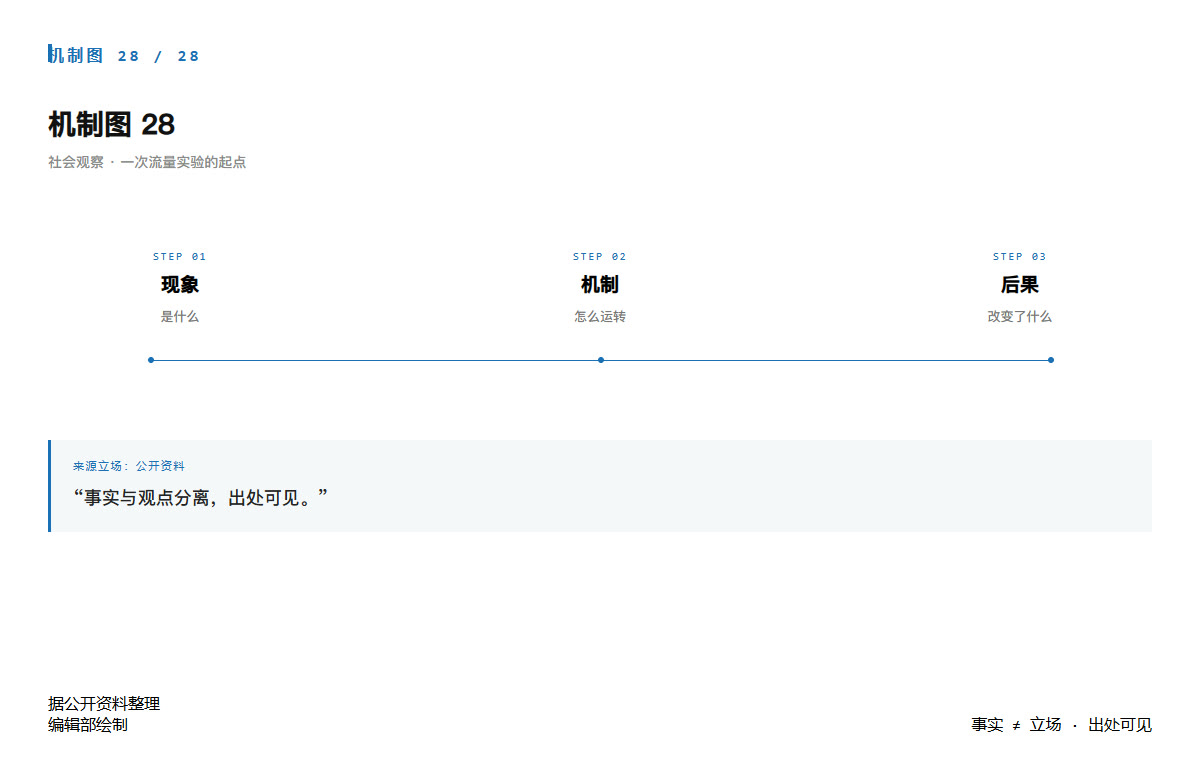 机制图 28 / 28
机制图 28
社会观察 · 一次流量实验的起点
STEP 01
现象
是什么
STEP 02
机制
怎么运转
STEP 03
后果
改变了什么
来源立场：公开资料
“事实与观点分离，出处可见。”
据公开资料整理
编辑部绘制
事实 ≠ 立场 · 出处可见